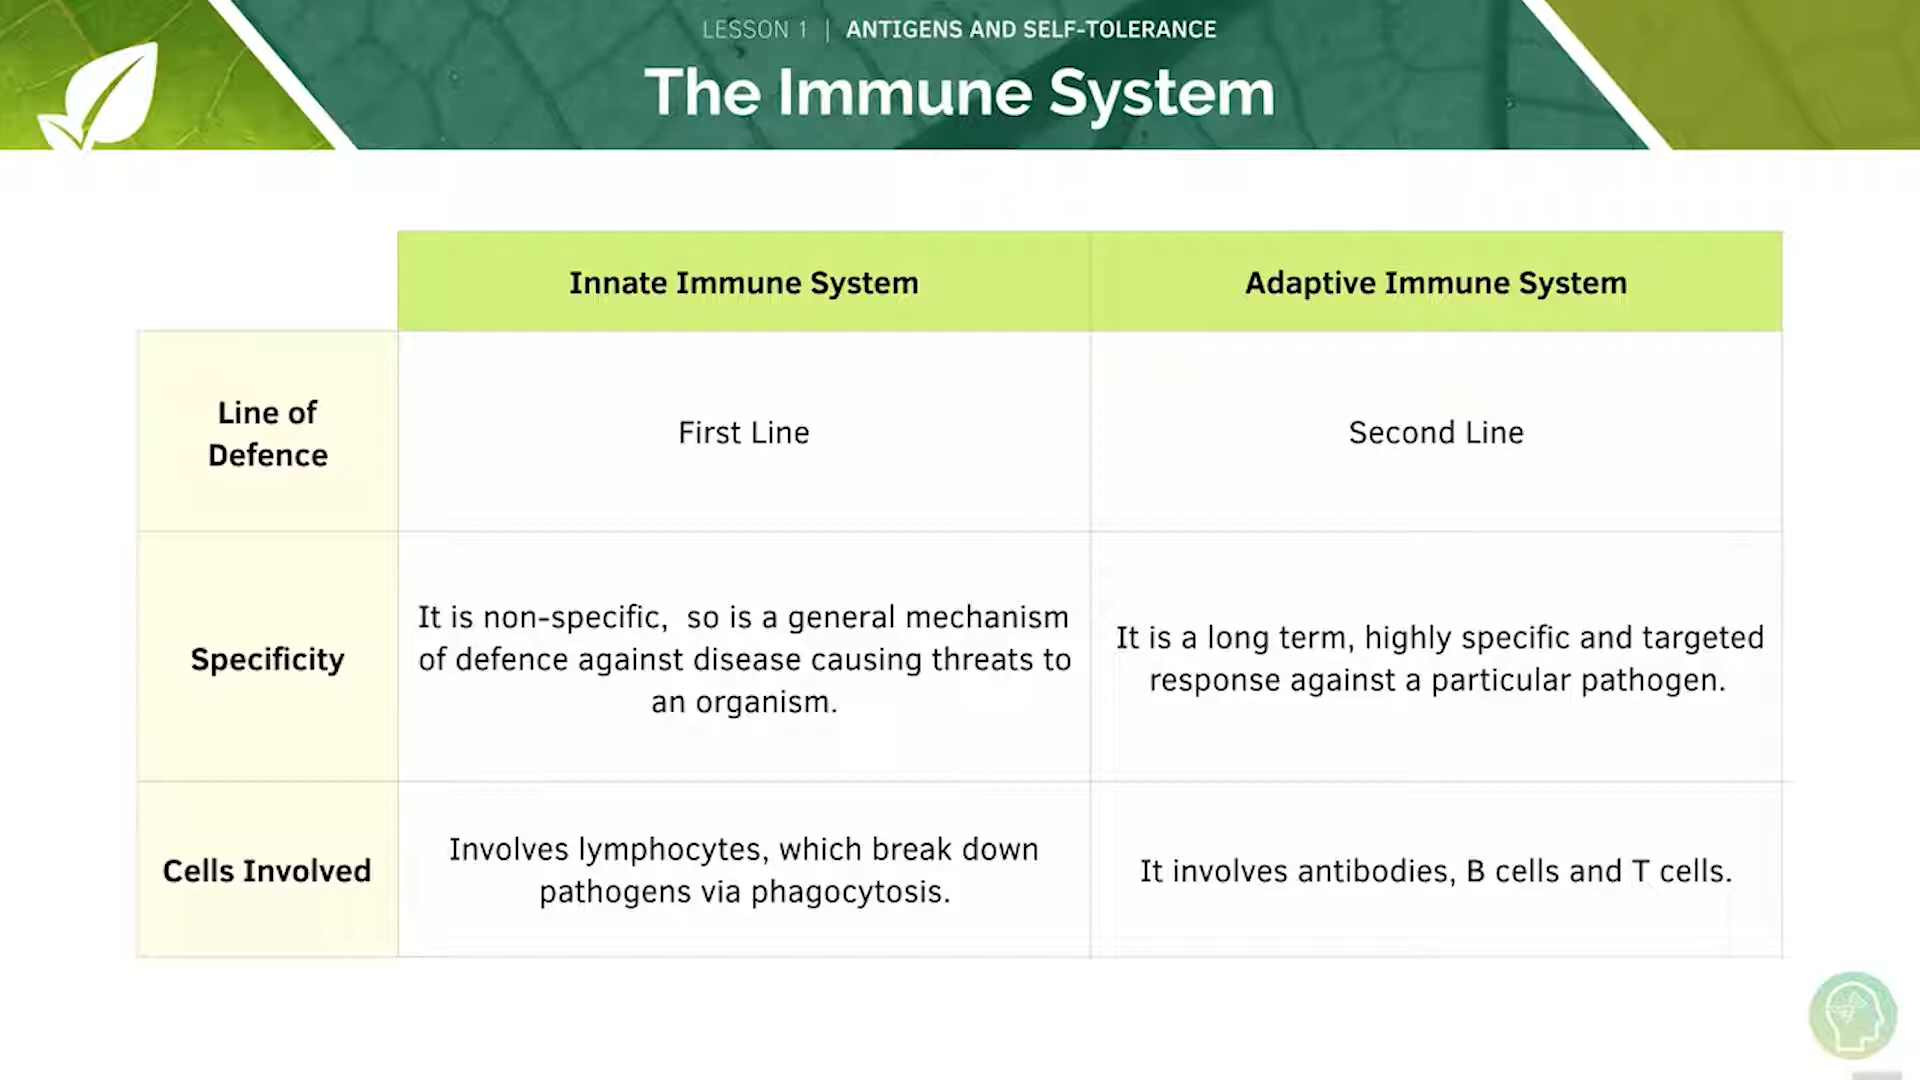 LESSON 1 | ANTIGENS AND SELF-TOLERANCE
The Immune System
Innate Immune System
Adaptive Immune System
Line of
Defence
First Line
Second Line
Specificity
It is non-specific, so is a general mechanism
of defence against disease causing threats to
an organism.
It is a long term, highly specific and targeted
response against a particular pathogen.
Cells Involved
Involves lymphocytes, which break down
pathogens via phagocytosis.
It involves antibodies, B cells and T cells.